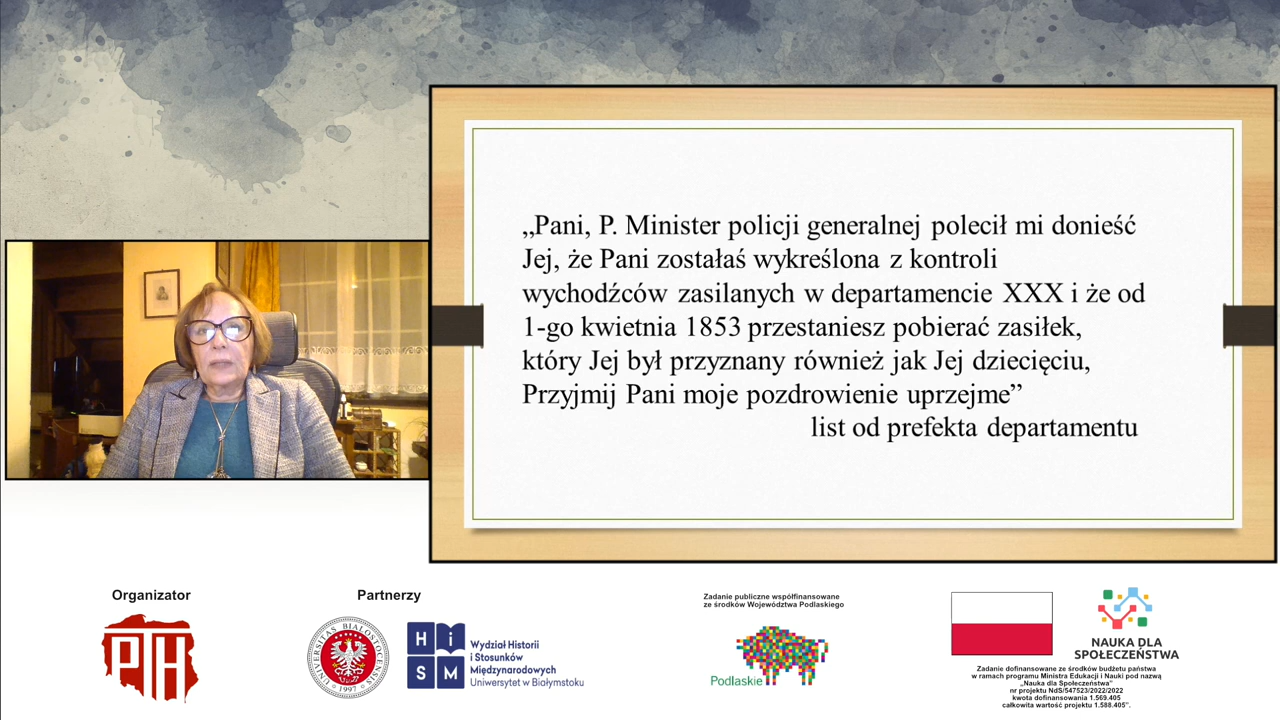 „Pani, P. Minister policji generalnej polecił mi donieść
Jej, że Pani zostałaś wykreślona z kontroli
wychodźców zasilanych w departamencie XXX i że od
1-go kwietnia 1853 przestaniesz pobierać zasiłek,
który Jej był przyznany również jak Jej dziecięciu,
Przyjmij Pani moje pozdrowienie uprzejme”
list od prefekta departamentu
Organizator
PTH
Partnerzy
UNIVERSITAS BIALOSTOCENSIS
1997
H i
S M
Wydział Historii
i Stosunków
Międzynarodowych
Uniwersytet w Białymstoku
Zadanie publiczne współfinansowane
ze środków Województwa Podlaskiego
Podlaskie
NAUKA DLA
SPOŁECZEŃSTWA
Zadanie dofinansowane ze środków budżetu państwa
w ramach programu Ministra Edukacji i Nauki pod nazwą
„Nauka dla Społeczeństwa”
nr projektu NdS/547523/2022/2022
kwota dofinansowania 1.569.405
całkowita wartość projektu 1.588.405”.